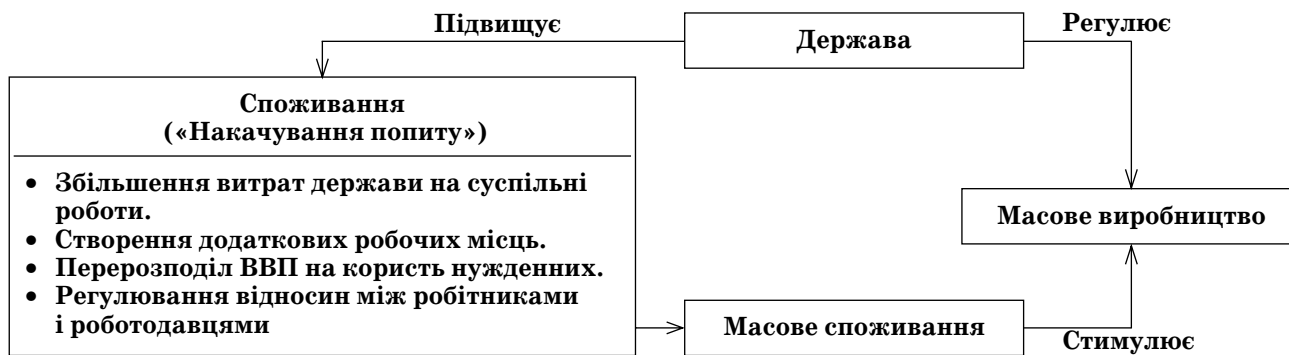 Підвищує
Держава
Регулює
Споживання
(«Накачування попиту»)
• Збільшення витрат держави на суспільні
роботи.
• Створення додаткових робочих місць.
• Перерозподіл ВВП на користь нужденних.
• Регулювання відносин між робітниками
і роботодавцями
Масове виробництво
Масове споживання
Стимулює